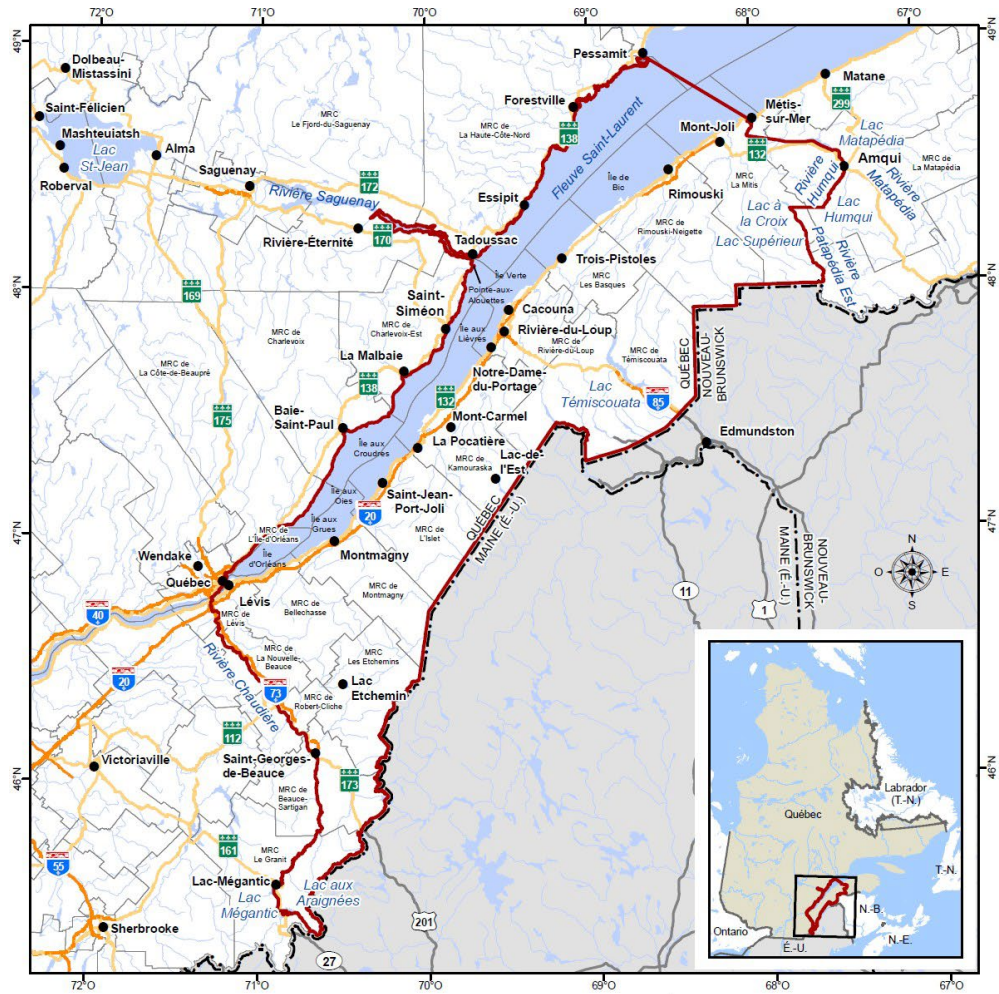 71°O
70°O
69°O
68°O
67°O
49°N
49°N
Pessamit
Dolbeau-
Mistassini
Matane
Saint-Félicien
MRC
Le Fjord-du-Saguenay
Forestville
MRC de
La Haute-Côte-Nord
138
Métis-
sur-Mer
299
Mashteuiatsh
Lac
St-Jean
Alma
Mont-Joli
132
Lac
Matapédia
Fleuve Saint-Laurent
Amqui
MRC de
La Matapédia
Saguenay
172
MRC
La Mitis
Rivière
Humqui
Rivière
Matapédia
Roberval
Rivière Saguenay
Île de
Bic
Rimouski
Essipit
Lac à
la Croix
Lac
Humqui
Rivière-Éternité
170
MRC de
Rimouski-Neigette
Lac Supérieur
Tadoussac
Trois-Pistoles
Rivière
Patapédia Est
48°N
48°N
Île Verte
Pointe-aux-
Alouettes
MRC
Les Basques
169
Saint-
Siméon
Cacouna
MRC de
Charlevoix
MRC de
Charlevoix-Est
Île aux
Lièvres
Rivière-du-Loup
MRC de
Rivière-du-Loup
MRC de
Témiscouata
QUÉBEC
NOUVEAU-
BRUNSWICK
MRC de
La Côte-de-Beaupré
La Malbaie
138
Notre-Dame-
du-Portage
Lac
Témiscouata
85
132
175
Baie-
Saint-Paul
Mont-Carmel
Edmundston
Île aux
Croudres
La Pocatière
MRC de
Kamouraska
Lac-de-
l'Est
Saint-Jean-
Port-Joli
Île aux
Oies
20
QUÉBEC
MAINE (É.-U.)
47°N
47°N
Île aux
Grues
MRC de
L'Islet
MRC de
L'Île-d'Orléans
Montmagny
MAINE (É.-U.)
NOUVEAU-
BRUNSWICK
Wendake
Île
d'Orléans
Québec
MRC de
Montmagny
11
1
N
O
E
S
Lévis
40
MRC de
Lévis
MRC de
Bellechasse
MRC de
La Nouvelle-
Beauce
MRC
Les Etchemins
Rivière Chaudière
20
73
Lac
Etchemin
MRC de
Robert-Cliche
112
Victoriaville
Saint-Georges-
de-Beauce
173
46°N
46°N
MRC de
Beauce-
Sartigan
Labrador
(T.-N.)
Québec
161
MRC
Le Granit
55
Lac-Mégantic
Lac
Mégantic
Lac aux
Araignées
T.-N.
201
N.-B.
Sherbrooke
Ontario
É.-U.
N.-E.
27
72°O
71°O
70°O
69°O
68°O
67°O